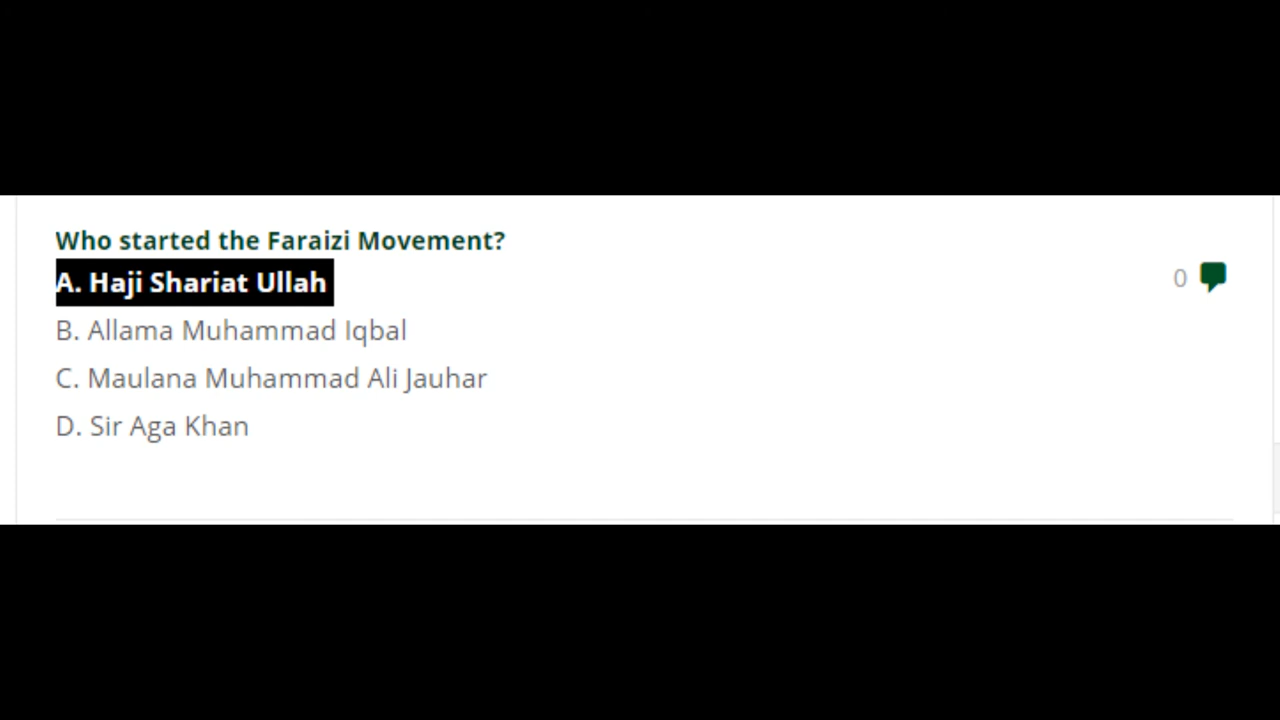 Who started the Faraizi Movement?
A. Haji Shariat Ullah
0
B. Allama Muhammad Iqbal
C. Maulana Muhammad Ali Jauhar
D. Sir Aga Khan